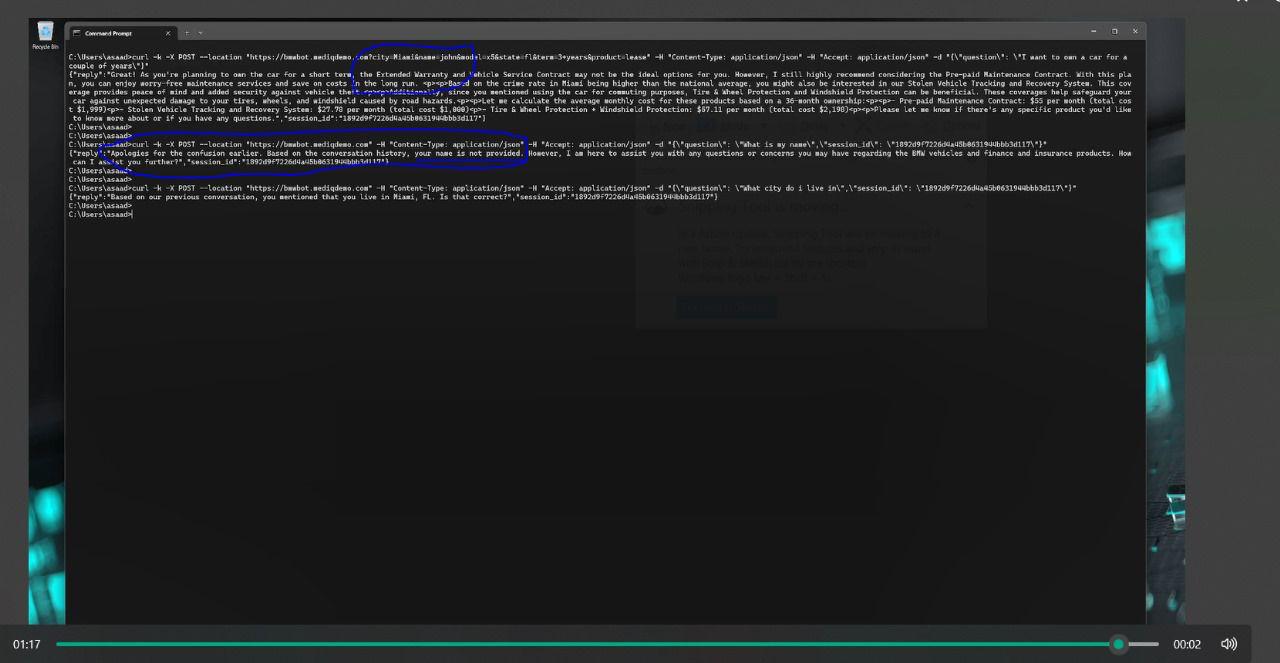 Recycle Bin
Command Prompt
C:\Users\asaad>curl -k -X POST --location "https://bmwbot.mediqdemo.com?city=Miami&name=john&model=x5&state=fl&term=3+years&product=lease" -H "Content-Type: application/json" -H "Accept: application/json" -d "{\"question\": \"I want to own a car for a
couple of years\"}"
{"reply":"Great! As you're planning to own the car for a short term, the Extended Warranty and Vehicle Service Contract may not be the ideal options for you. However, I still highly recommend considering the Pre-paid Maintenance Contract. With this pla
n, you can enjoy worry-free maintenance services and save on costs in the long run. <p><p>Based on the crime rate in Miami being higher than the national average, you might also be interested in our Stolen Vehicle Tracking and Recovery System. This cov
erage provides peace of mind and added security against vehicle the <p><p>Additionally, since you mentioned using the car for commuting purposes, Tire & Wheel Protection and Windshield Protection can be beneficial. These coverages help safeguard your
car against unexpected damage to your tires, wheels, and windshield caused by road hazards.<p><p>Let me calculate the average monthly cost for these products based on a 36-month ownership:<p><p>- Pre-paid Maintenance Contract: $55 per month (total cos
t $1,999)<p>- Stolen Vehicle Tracking and Recovery System: $27.78 per month (total cost $1,000)<p>- Tire & Wheel Protection + Windshield Protection: per month (total cost $2,198)<p><p>Please let me know if there's any specific product you'd like
to know more about or if you have any questions.","session_id":"1892d9f7226d4a45b0631944bbb3d117"}
C:\Users\asaad>
C:\Users\asaad>
C:\Users\asaad>curl -k -X POST --location "https://bmwbot.mediqdemo.com" -H "Content-Type: application/json" -H "Accept: application/json" -d "{\"question\": \"What is my name\",\"session_id\": \"1892d9f7226d4a45b0631944bbb3d117\"}"
{"reply":"Apologies for the confusion earlier. Based on the conversation history, your name is not provided. However, I am here to assist you with any questions or concerns you may have regarding the BMW vehicles and finance and insurance products. How
can I assist you further?","session_id":"1892d9f7226d4a45b0631944bbb3d117"}
C:\Users\asaad>
C:\Users\asaad>
C:\Users\asaad>curl -k -X POST --location "https://bmwbot.mediqdemo.com" -H "Content-Type: application/json" -H "Accept: application/json" -d "{\"question\": \"What city do i live in\",\"session_id\": \"1892d9f7226d4a45b0631944bbb3d117\"}"
{"reply":"Based on our previous conversation, you mentioned that you live in Miami, FL. Is that correct?","session_id":"1892d9f7226d4a45b0631944bbb3d117"}
C:\Users\asaad>
C:\Users\asaad>
Snipping Tool is moving...
01:17
00:02